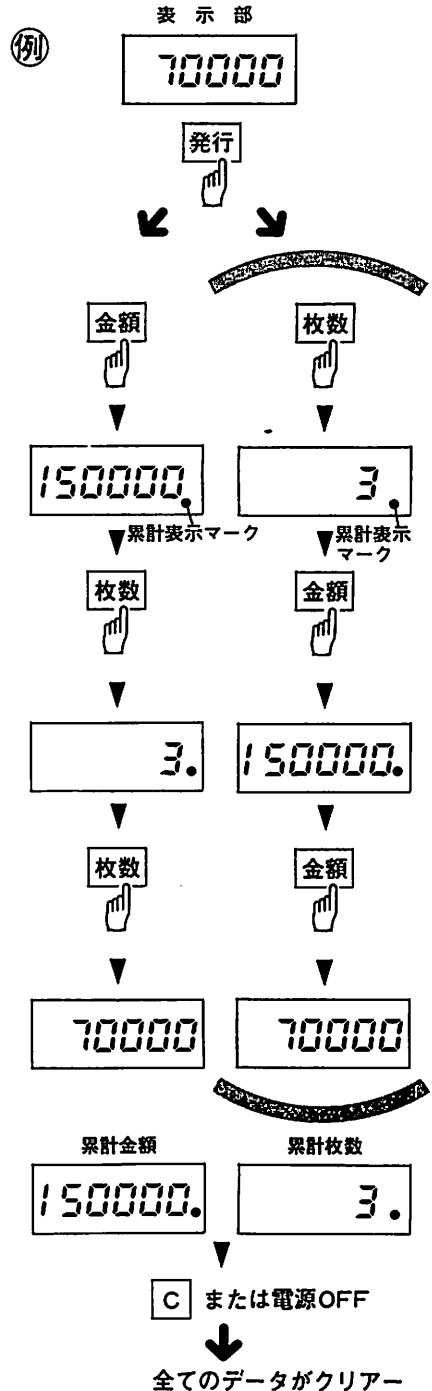 表示部
例
70000
発行
金額 枚数
150000. 3.
累計表示マーク 累計表示
マーク
枚数 金額
3. 150000.
枚数 金額
70000 70000
累計金額 累計枚数
150000. 3.
C または電源OFF
全てのデータがクリアー